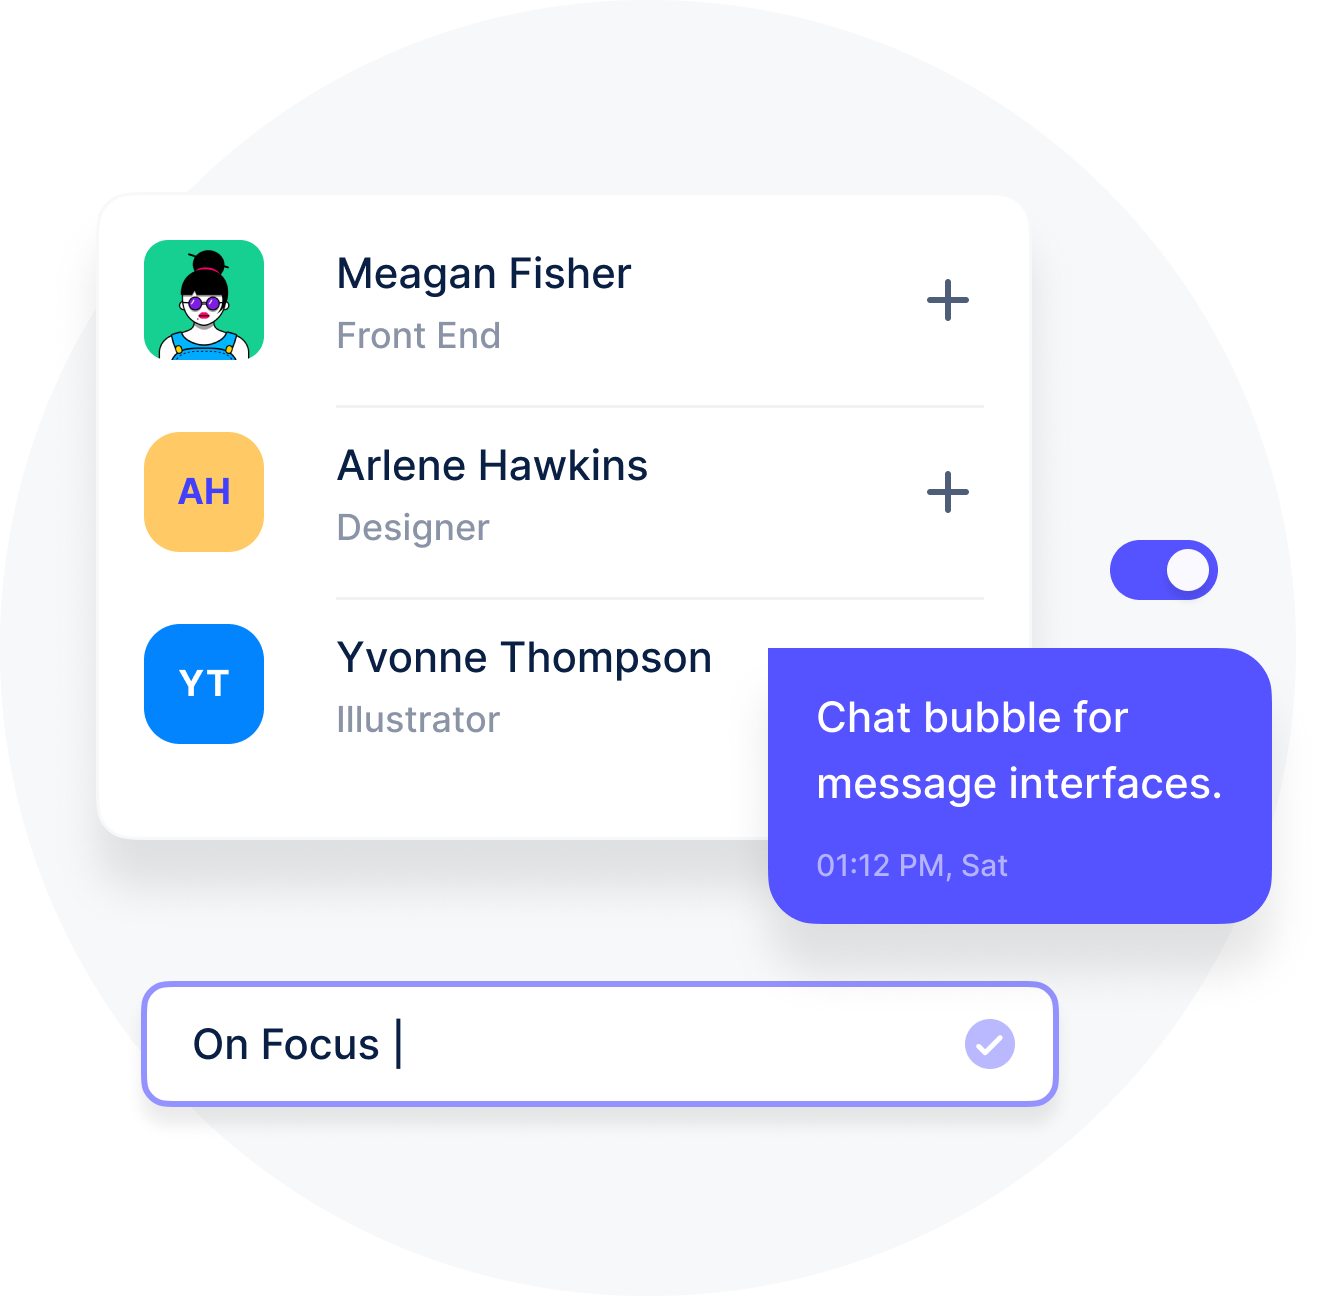 Meagan Fisher
Front End
AH
Arlene Hawkins
Designer
YT
Yvonne Thompson
Illustrator
Chat bubble for
message interfaces.
01:12 PM, Sat
On Focus